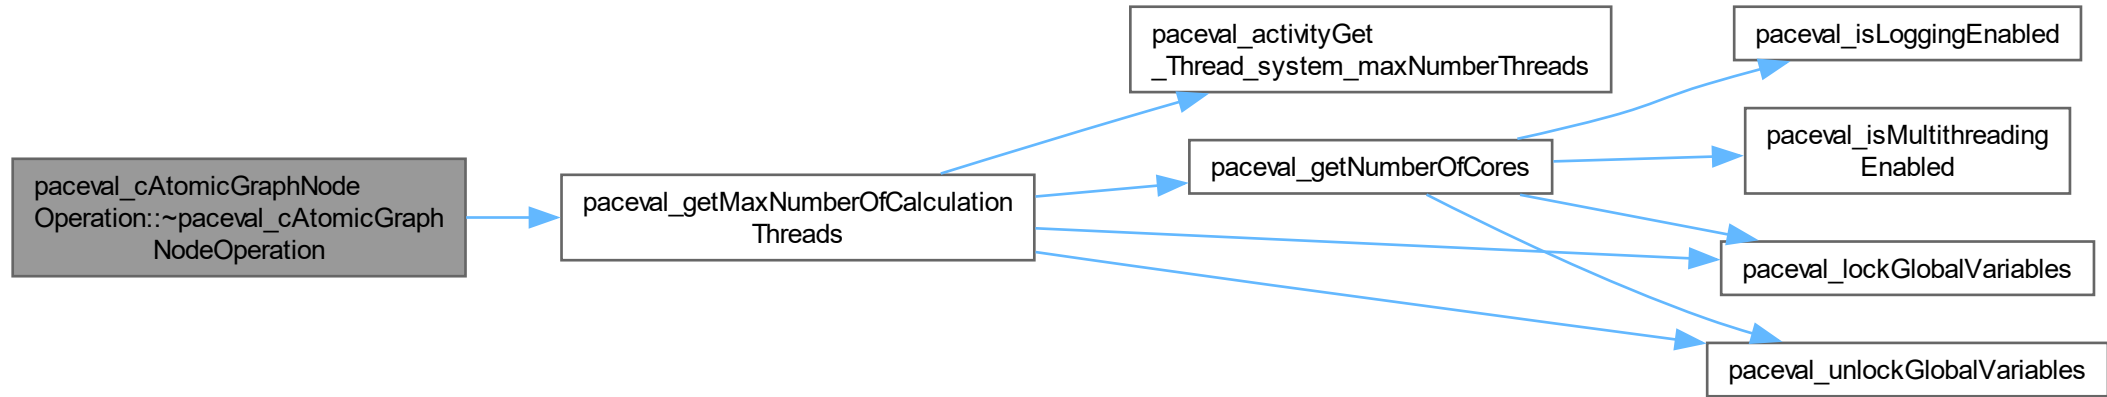 paceval_cAtomicGraphNode
Operation::~paceval_cAtomicGraph
NodeOperation
paceval_getMaxNumberOfCalculation
Threads
paceval_activityGet
_Thread_system_maxNumberThreads
paceval_getNumberOfCores
paceval_isLoggingEnabled
paceval_isMultithreading
Enabled
paceval_lockGlobalVariables
paceval_unlockGlobalVariables